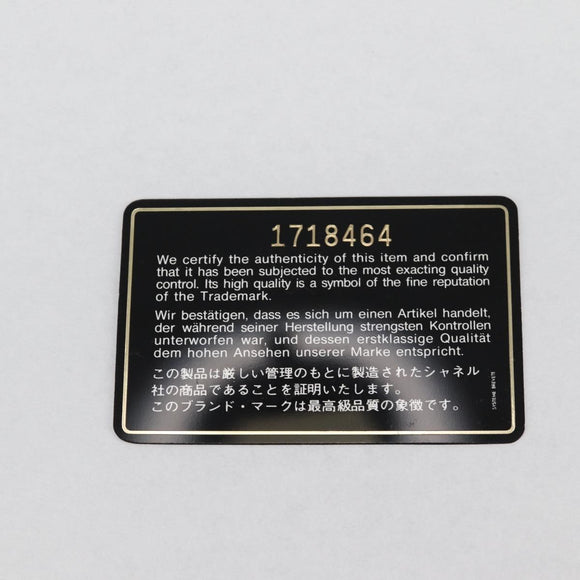 1718464
We certify the authenticity of this item and confirm
that it has been subjected to the most exacting quality
control. Its high quality is a symbol of the fine reputation
of the Trademark.
Wir bestätigen, dass es sich um einen Artikel handelt,
der während seiner Herstellung strengsten Kontrollen
unterworfen war, und dessen erstklassige Qualität
dem hohen Ansehen unserer Marke entspricht.
この製品は厳しい管理のもとに製造されたシャネル
社の商品であることを証明いたします。
このブランド・マークは最高級品質の象徴です。